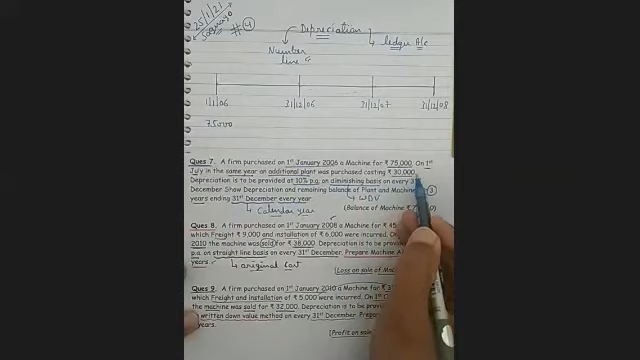 25/1/21
#4
Depreciation
Number line
ledger A/c
1/1/06 31/12/06 31/12/07 31/12/08
75000
Ques 7. A firm purchased on 1st January 2006 a Machine for ₹ 75,000. On 1st
July in the same year an additional plant was purchased costing ₹ 30,000.
Depreciation is to be provided at 10% p.a. on diminishing basis on every 31
December Show Depreciation and remaining balance of Plant and Machine 3
years ending 31st December every year
↳ WDV
↳ Calendar year
(Balance of Machine ₹
Ques 8. A firm purchased on 1st January 2008 a Machine for ₹ 45
which Freight ₹ 9,000 and installation of ₹ 6,000 were incurred. On
2010 the machine was sold for ₹ 36,000. Depreciation is to be provided
p.a. on straight line basis on every 31st December. Prepare Machine A/
years.
↳ original Cost
[Loss on sale of Mach
Ques 9. A firm purchased on 1st January 2010 a Machine for ₹ 3
which Freight and installation of ₹ 5,000 were incurred. On 1st O
the machine was sold for ₹ 32,000. Depreciation is to be provid
written down value method on every 31st December. Prepa
years.
[Profit on sale